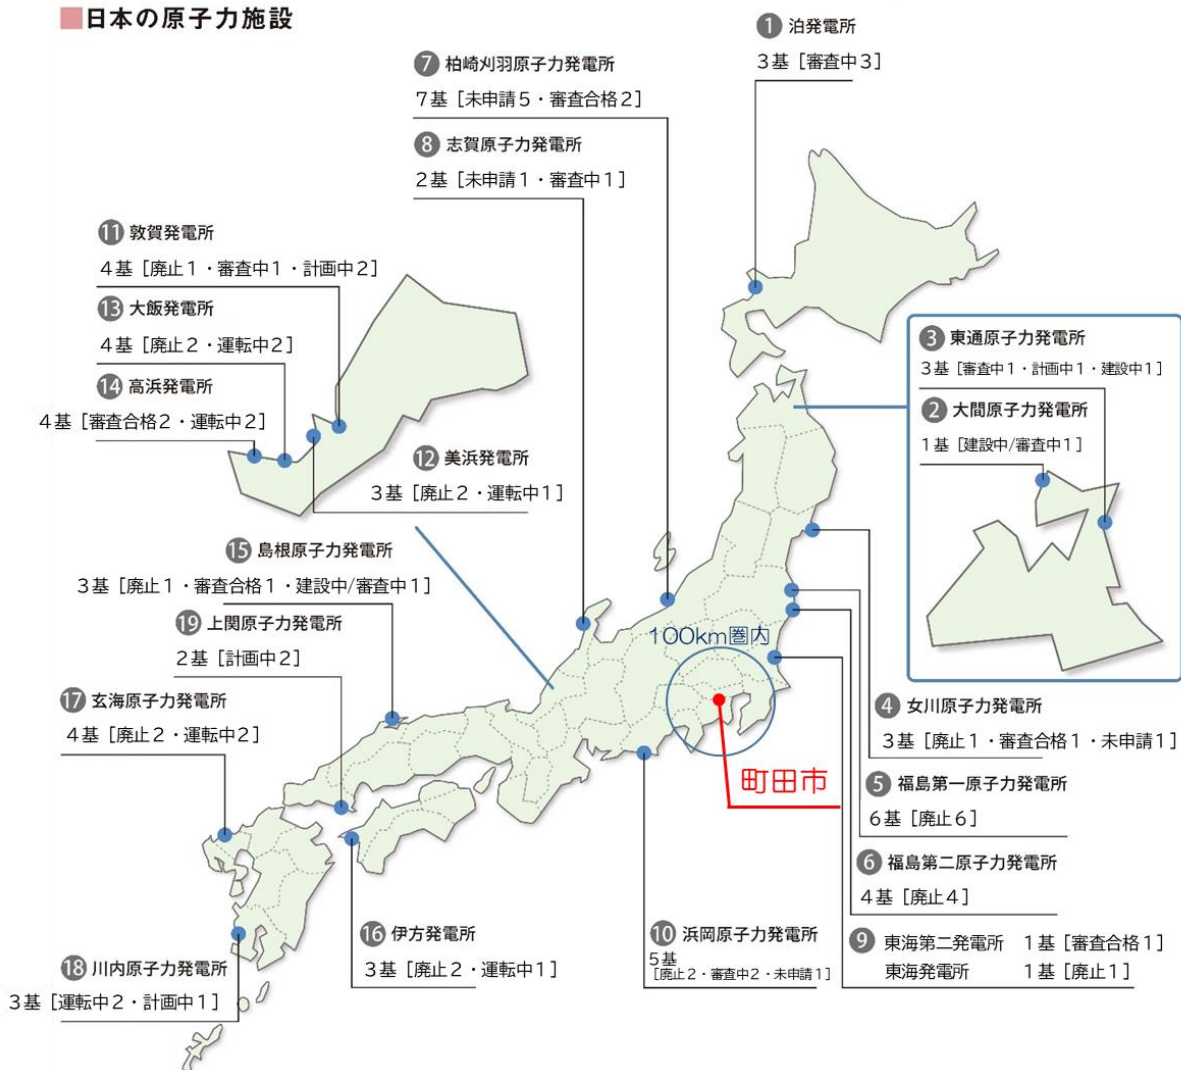 ■日本の原子力施設
1 泊発電所
3基［審査中3］
7 柏崎刈羽原子力発電所
7基［未申請5・審査合格2］
8 志賀原子力発電所
2基［未申請1・審査中1］
11 敦賀発電所
4基［廃止1・審査中1・計画中2］
13 大飯発電所
4基［廃止2・運転中2］
14 高浜発電所
4基［審査合格2・運転中2］
12 美浜発電所
3基［廃止2・運転中1］
3 東通原子力発電所
3基［審査中1・計画中1・建設中1］
2 大間原子力発電所
1基［建設中/審査中1］
15 島根原子力発電所
3基［廃止1・審査合格1・建設中/審査中1］
19 上関原子力発電所
2基［計画中2］
17 玄海原子力発電所
4基［廃止2・運転中2］
100km圏内
町田市
4 女川原子力発電所
3基［廃止1・審査合格1・未申請1］
5 福島第一原子力発電所
6基［廃止6］
6 福島第二原子力発電所
4基［廃止4］
9 東海第二発電所 1基［審査合格1］
東海発電所 1基［廃止1］
10 浜岡原子力発電所
5基
［廃止2・審査中2・未申請1］
16 伊方発電所
3基［廃止2・運転中1］
18 川内原子力発電所
3基［運転中2・計画中1］